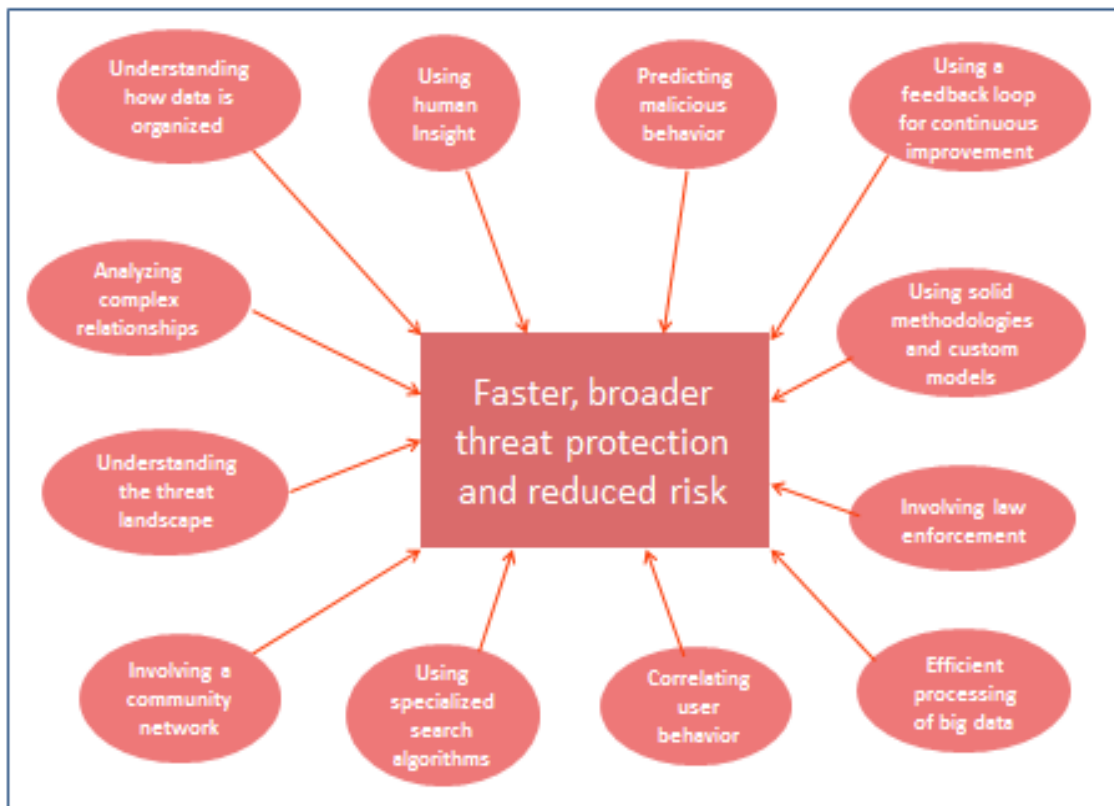 Understanding
how data is
organized
Using
human
Insight
Predicting
malicious
behavior
Using a
feedback loop
for continuous
improvement
Analyzing
complex
relationships
Using solid
methodologies
and custom
models
Faster, broader
threat protection
and reduced risk
Understanding
the threat
landscape
Involving law
enforcement
Involving a
community
network
Using
specialized
search
algorithms
Correlating
user
behavior
Efficient
processing
of big data